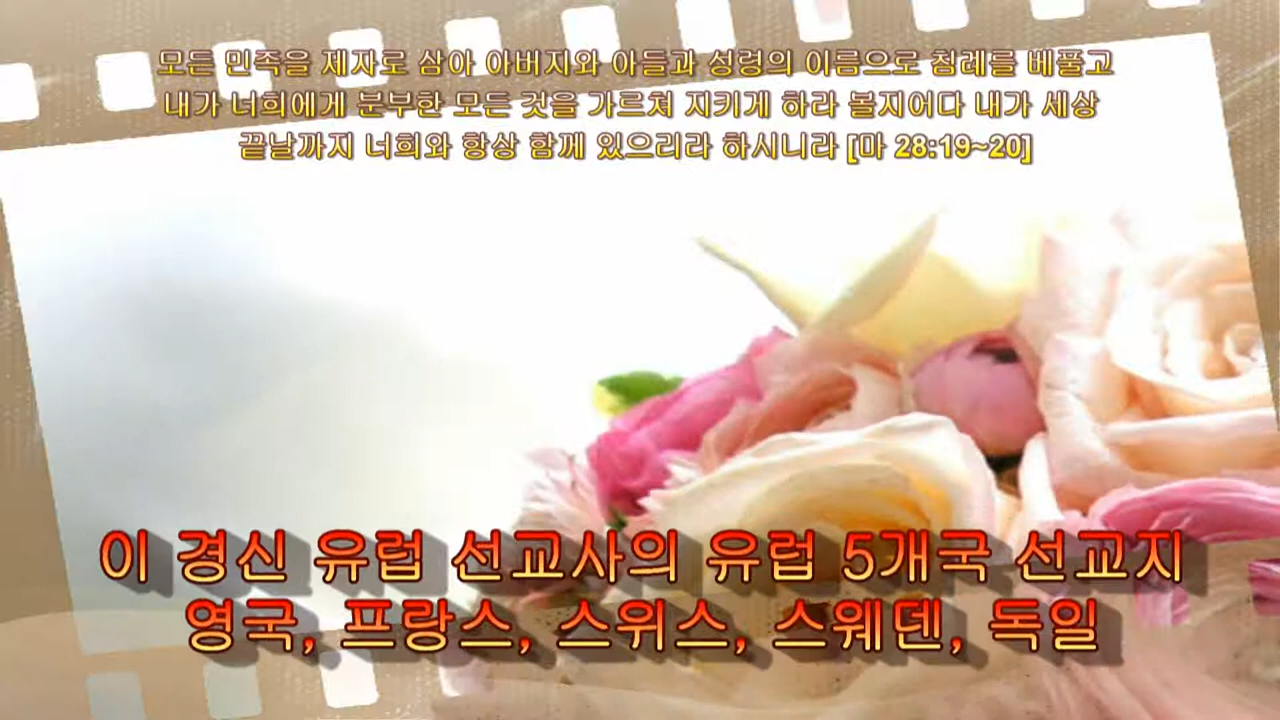 모든 민족을 제자로 삼아 아버지와 아들과 성령의 이름으로 침례를 베풀고
내가 너희에게 분부한 모든 것을 가르쳐 지키게 하라 볼지어다 내가 세상
끝날까지 너희와 항상 함께 있으리라 하시니라 [마 28:19~20]
이 경신 유럽 선교사의 유럽 5개국 선교지
영국, 프랑스, 스위스, 스웨덴, 독일